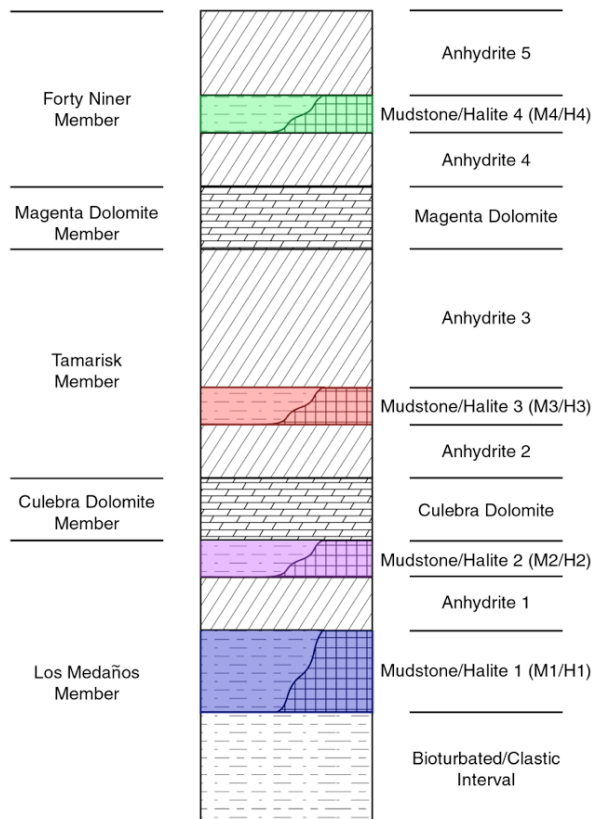 Forty Niner
Member
Magenta Dolomite
Member
Tamarisk
Member
Culebra Dolomite
Member
Los Medaños
Member
Anhydrite 5
Mudstone/Halite 4 (M4/H4)
Anhydrite 4
Magenta Dolomite
Anhydrite 3
Mudstone/Halite 3 (M3/H3)
Anhydrite 2
Culebra Dolomite
Mudstone/Halite 2 (M2/H2)
Anhydrite 1
Mudstone/Halite 1 (M1/H1)
Bioturbated/Clastic
Interval